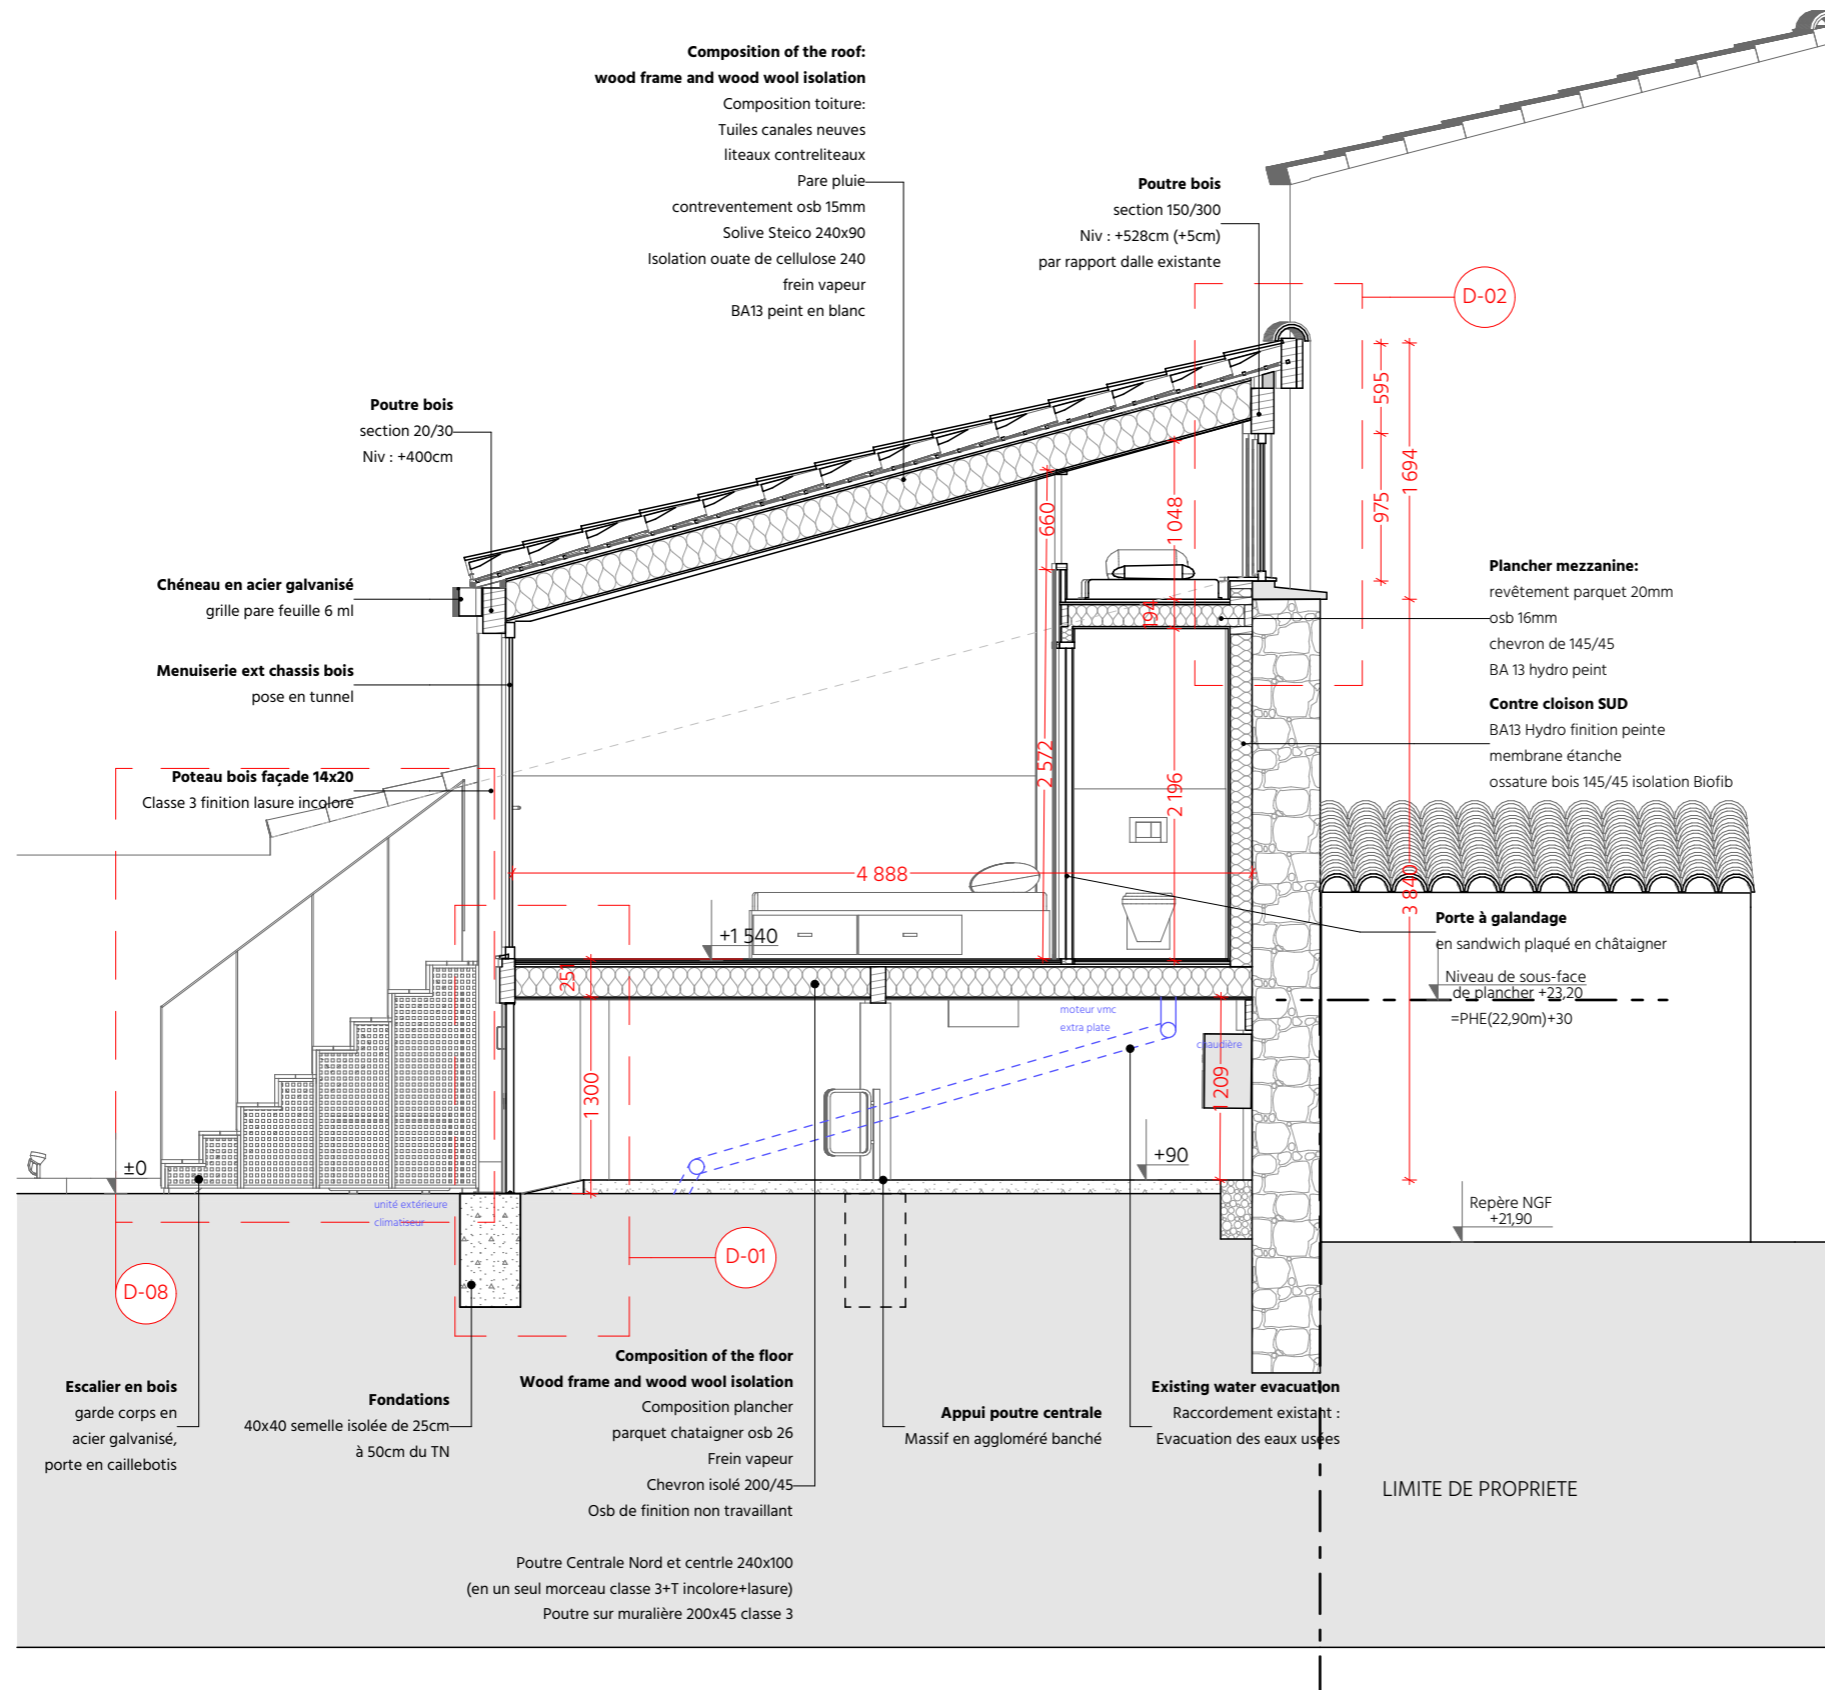 Composition of the roof:
wood frame and wood wool isolation
Composition toiture:
Tuiles canales neuves
liteaux contreliteaux
Pare pluie
contreventement osb 15mm
Solive Steico 240x90
Isolation ouate de cellulose 240
frein vapeur
BA13 peint en blanc
Poutre bois
section 150/300
Niv : +528cm (+5cm)
par rapport dalle existante
D-02
Poutre bois
section 20/30
Niv : +400cm
595
1 694
975
660
1 048
Chéneau en acier galvanisé
grille pare feuille 6 ml
Plancher mezzanine:
revêtement parquet 20mm
osb 16mm
chevron de 145/45
BA 13 hydro peint
194
Menuiserie ext chassis bois
pose en tunnel
Contre cloison SUD
BA13 Hydro finition peinte
membrane étanche
ossature bois 145/45 isolation Biofib
Poteau bois façade 14x20
Classe 3 finition lasure incolore
2 572
2 196
4 888
3 840
Porte à galandage
en sandwich plaqué en châtaigner
+1 540
251
Niveau de sous-face
de plancher +23,20
=PHE(22,90m)+30
moteur vmc
extra plate
chaudière
1 300
1 209
±0
+90
unité extérieure
climatiseur
Repère NGF
+21,90
D-01
D-08
Composition of the floor
Wood frame and wood wool isolation
Composition plancher
parquet chataigner osb 26
Frein vapeur
Chevron isolé 200/45
Osb de finition non travaillant
Poutre Centrale Nord et centrle 240x100
(en un seul morceau classe 3+T incolore+lasure)
Poutre sur muralière 200x45 classe 3
Escalier en bois
garde corps en
acier galvanisé,
porte en caillebotis
Fondations
40x40 semelle isolée de 25cm
à 50cm du TN
Appui poutre centrale
Massif en aggloméré banché
Existing water evacuation
Raccordement existant :
Evacuation des eaux usées
LIMITE DE PROPRIETE